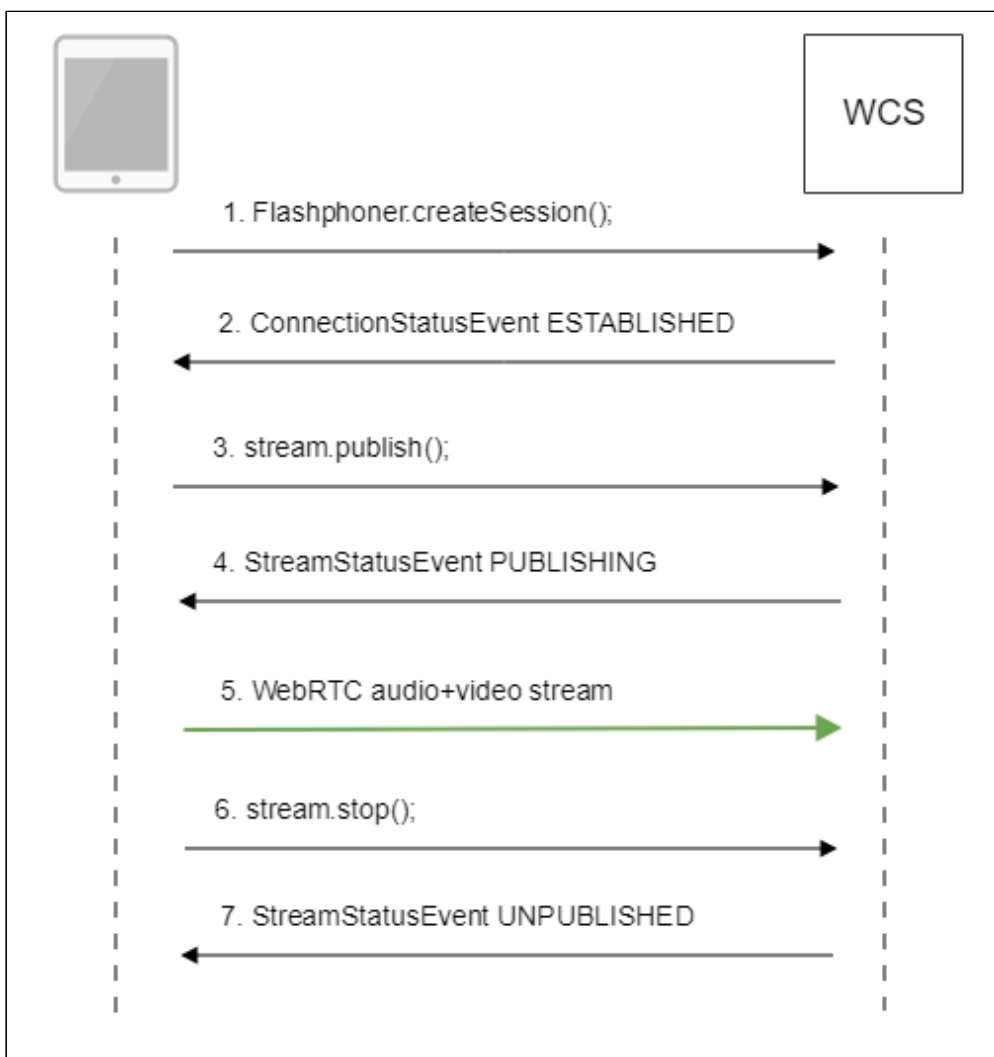 WCS
1. Flashphoner.createSession();
2. ConnectionStatusEvent ESTABLISHED
3. stream.publish();
4. StreamStatusEvent PUBLISHING
5. WebRTC audio+video stream
6. stream.stop();
7. StreamStatusEvent UNPUBLISHED